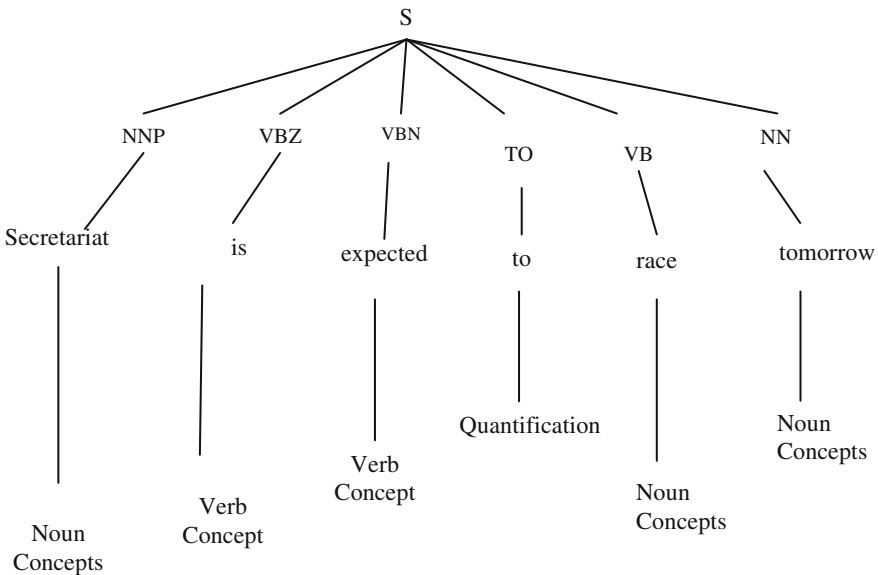 S
NNP VBZ VBN TO VB NN
Secretariat is expected to race tomorrow
Quantification
Noun
Concepts
Verb
Concept
Noun
Concepts
Verb
Concept
Noun
Concepts